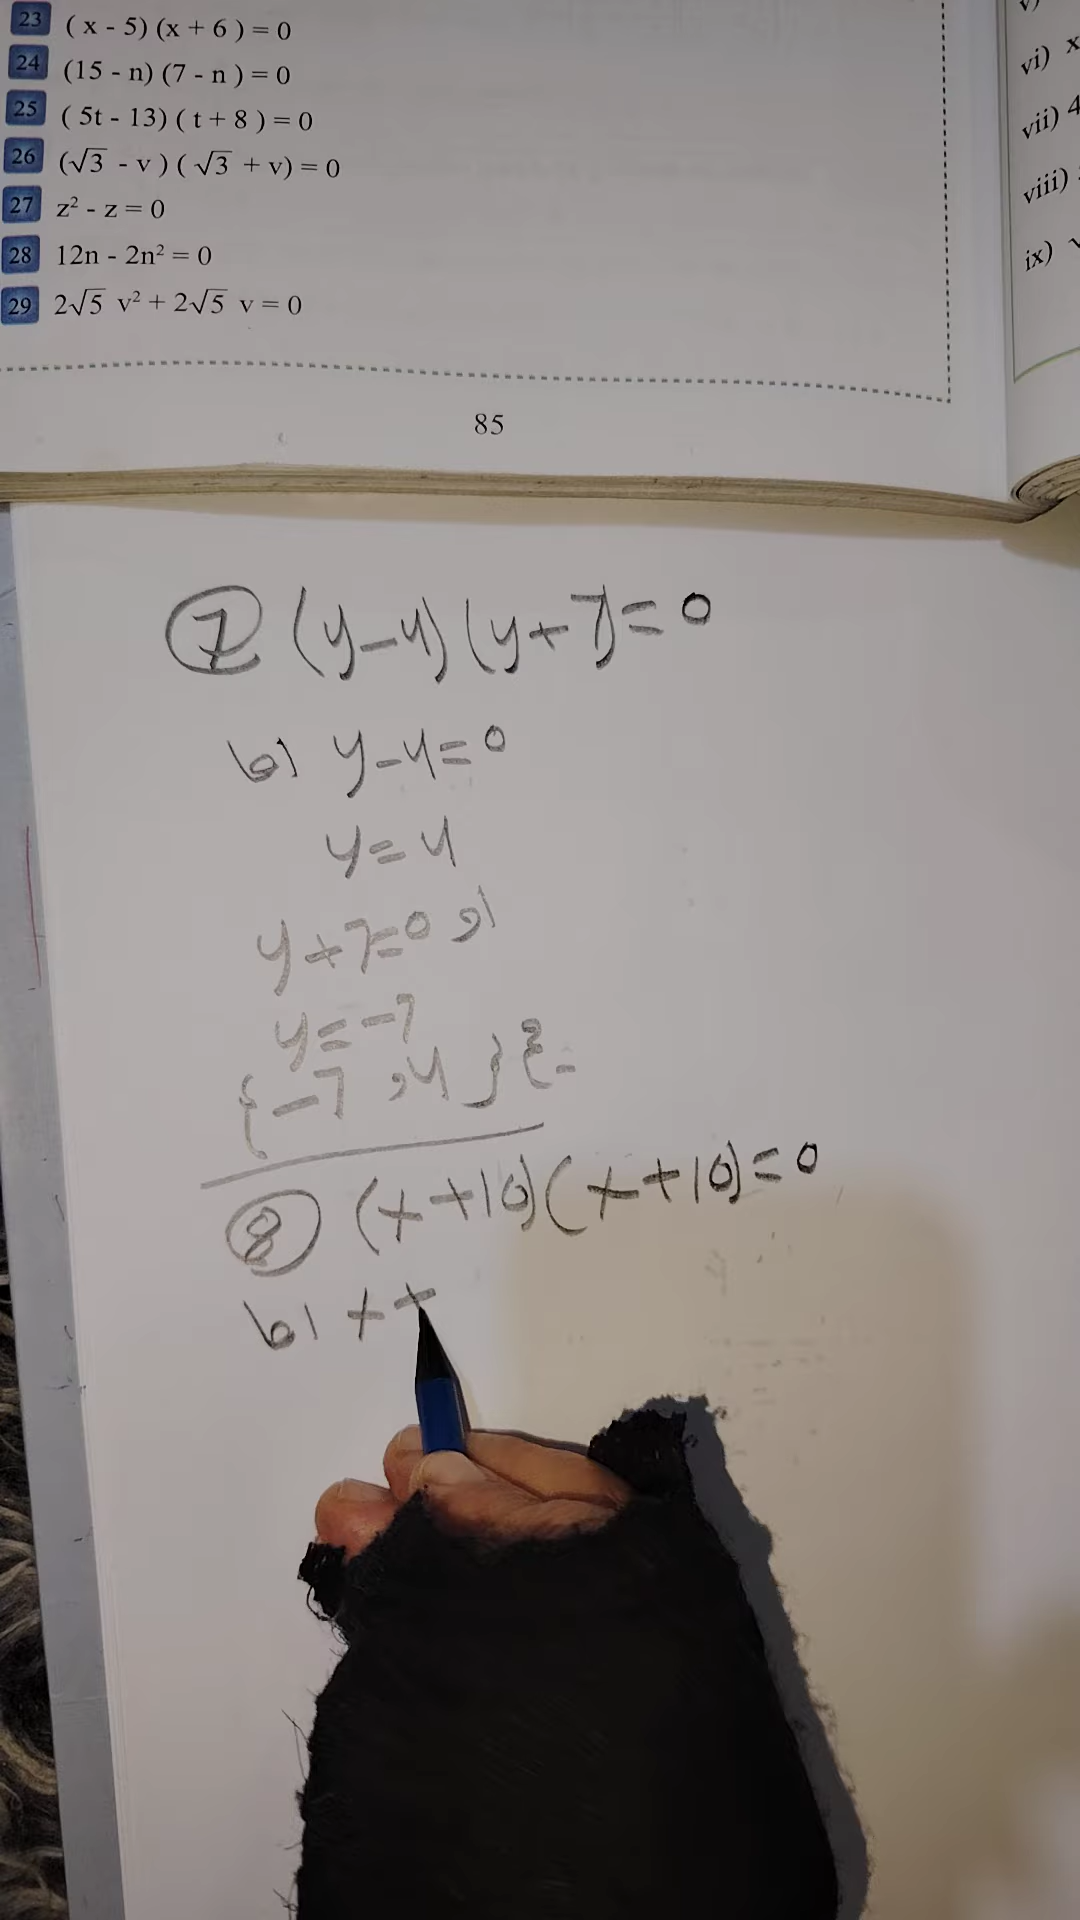 23 ( x - 5) (x + 6 ) = 0
24 (15 - n) (7 - n ) = 0
25 ( 5t - 13) ( t + 8 ) = 0
26 (√3 - v ) ( √3 + v) = 0
27 z² - z = 0
28 12n - 2n² = 0
29 2√5 v² + 2√5 v = 0
85
vi) x
vii) 4
viii)
ix)
7 (y-4)(y+7)=0
اما y-4=0
y=4
او y+7=0
y=-7
{-7 , 4}
8 (x+10)(x+10)=0
اما x+